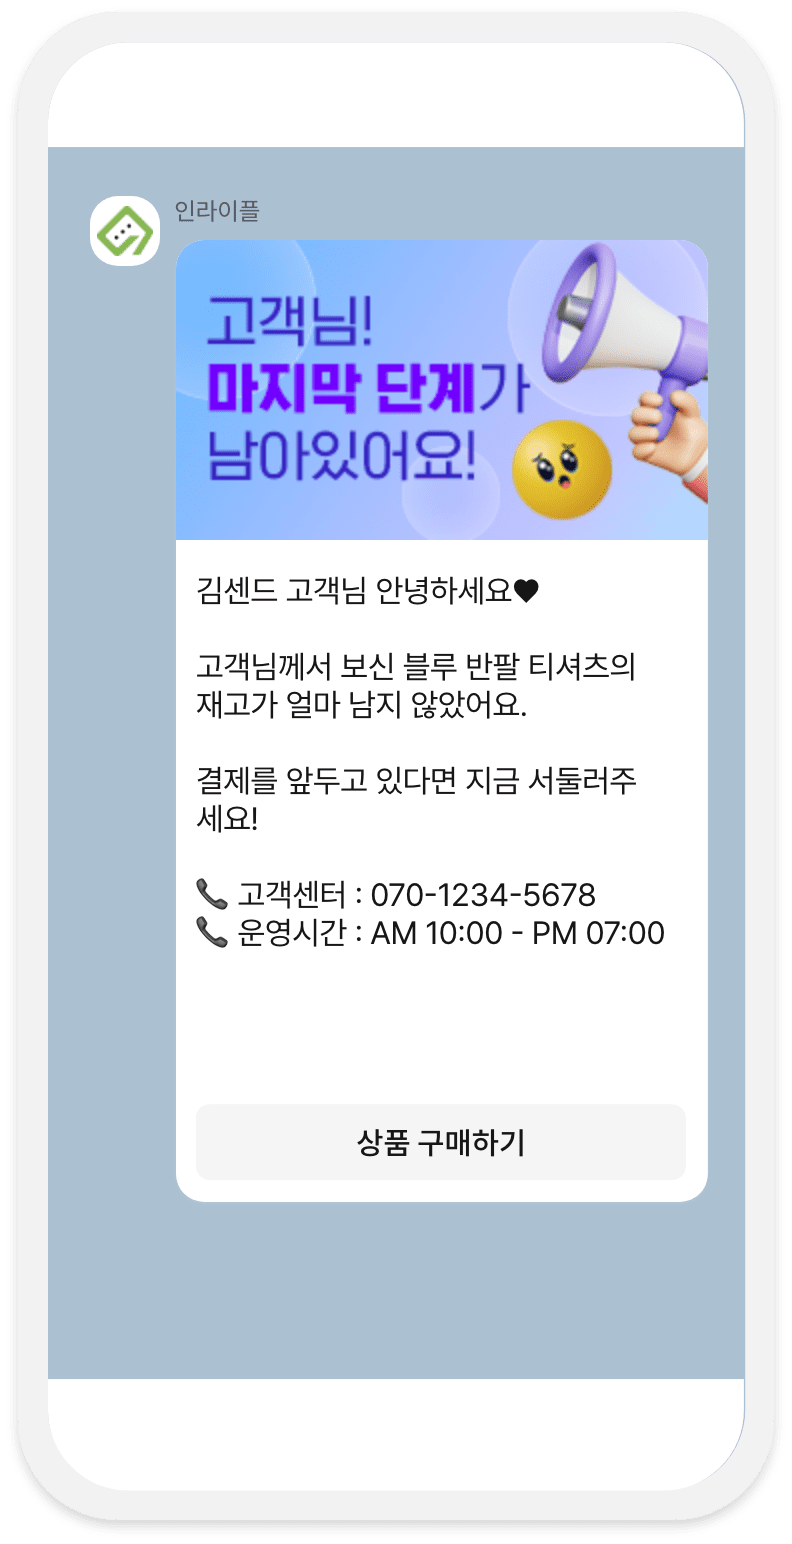 인라이플
고객님!
마지막 단계가
남아있어요!
김센드 고객님 안녕하세요♥
고객님께서 보신 블루 반팔 티셔츠의
재고가 얼마 남지 않았어요.
결제를 앞두고 있다면 지금 서둘러주
세요!
📞 고객센터 : 070-1234-5678
📞 운영시간 : AM 10:00 - PM 07:00
상품 구매하기